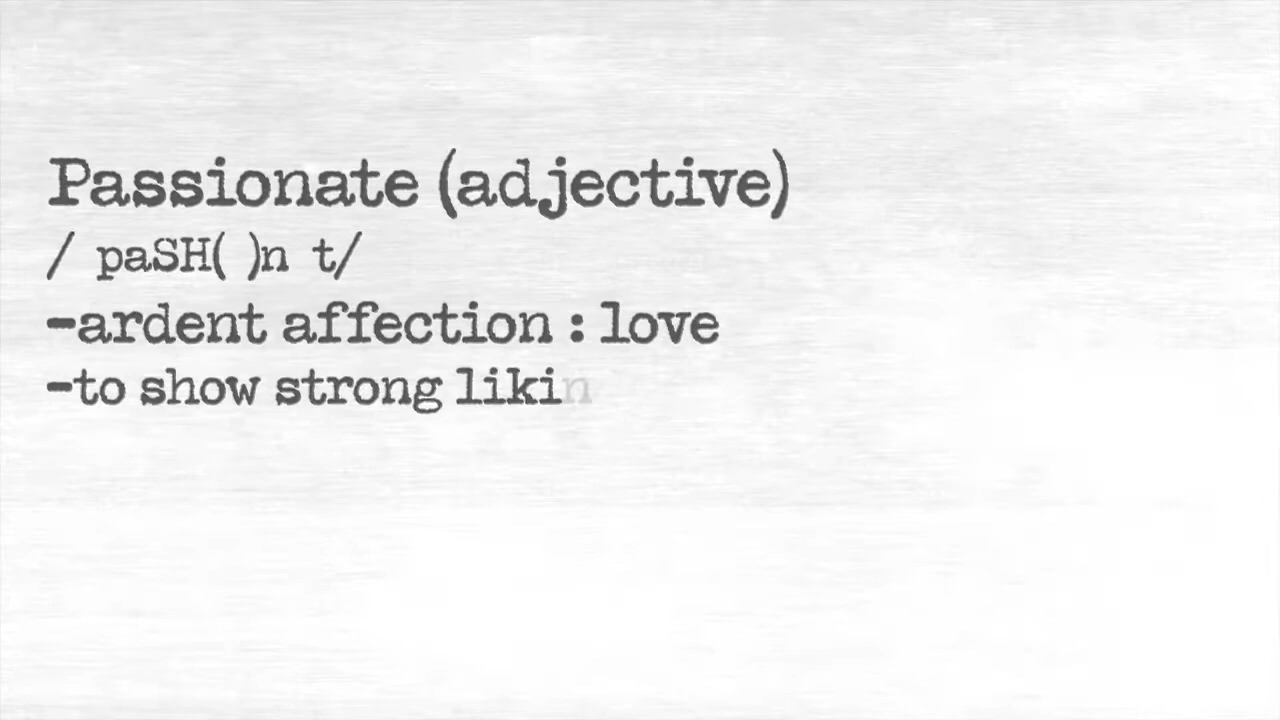 Passionate (adjective)
/ paSH( )n t/
-ardent affection : love
-to show strong likin